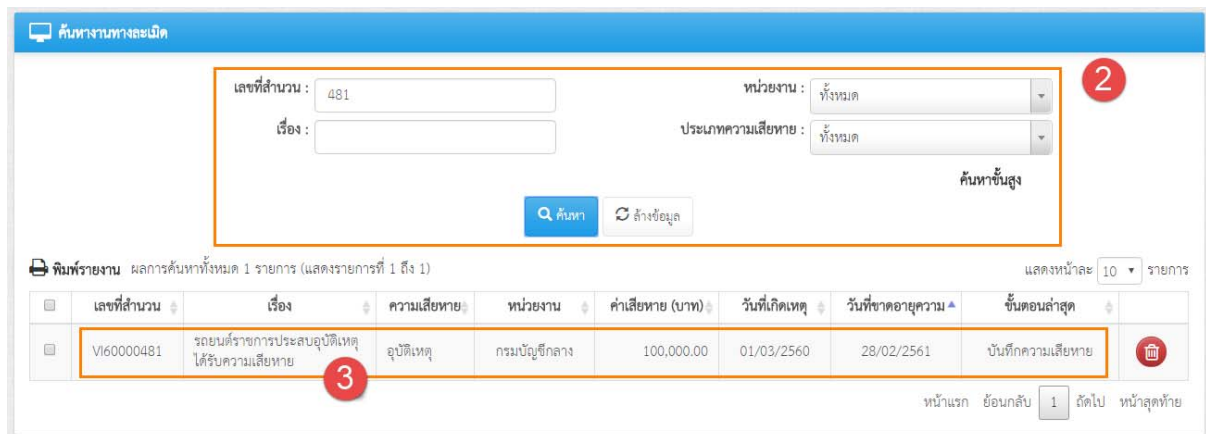 ค้นหางานทางละเมิด
เลขที่สำนวน : 481 หน่วยงาน : ทั้งหมด
2
เรื่อง : ประเภทความเสียหาย : ทั้งหมด
ค้นหาขั้นสูง
ค้นหา ล้างข้อมูล
พิมพ์รายงาน ผลการค้นหาทั้งหมด 1 รายการ (แสดงรายการที่ 1 ถึง 1) แสดงหน้าละ 10 รายการ
เลขที่สำนวน เรื่อง ความเสียหาย หน่วยงาน ค่าเสียหาย (บาท) วันที่เกิดเหตุ วันที่ขาดอายุความ ขั้นตอนล่าสุด
VI60000481 รถยนต์ราชการประสบอุบัติเหตุ อุบัติเหตุ กรมบัญชีกลาง 100,000.00 01/03/2560 28/02/2561 บันทึกความเสียหาย
ได้รับความเสียหาย
3
หน้าแรก ย้อนกลับ 1 ถัดไป หน้าสุดท้าย